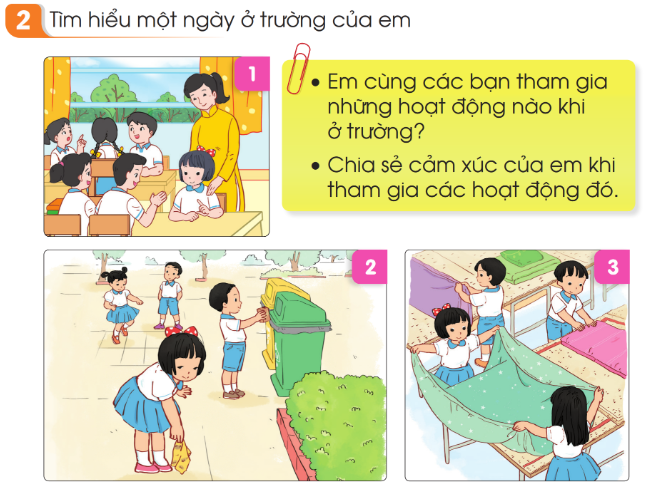 2 Tìm hiểu một ngày ở trường của em
1
• Em cùng các bạn tham gia
những hoạt động nào khi
ở trường?
• Chia sẻ cảm xúc của em khi
tham gia các hoạt động đó.
2
3